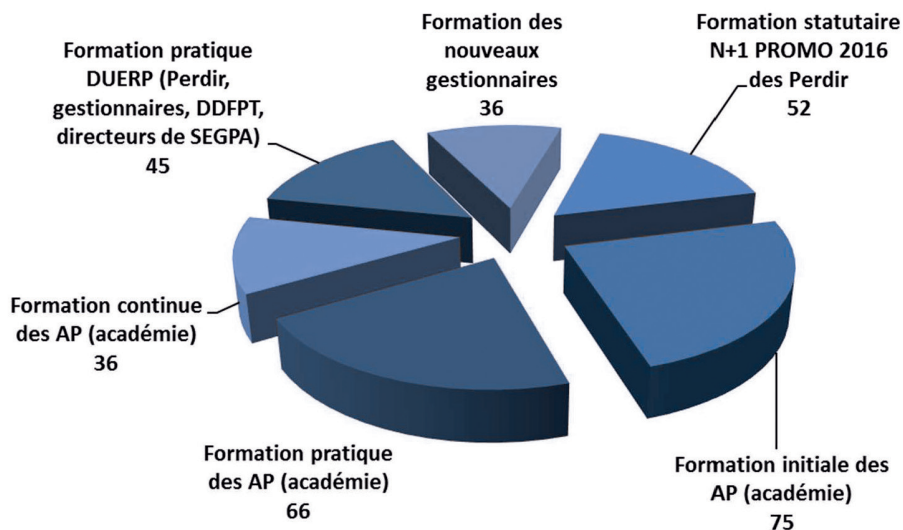 Formation pratique
DUERP (Perdir,
gestionnaires, DDFPT,
directeurs de SEGPA)
45
Formation des
nouveaux
gestionnaires
36
Formation statutaire
N+1 PROMO 2016
des Perdir
52
Formation continue
des AP (académie)
36
Formation pratique
des AP (académie)
66
Formation initiale des
AP (académie)
75